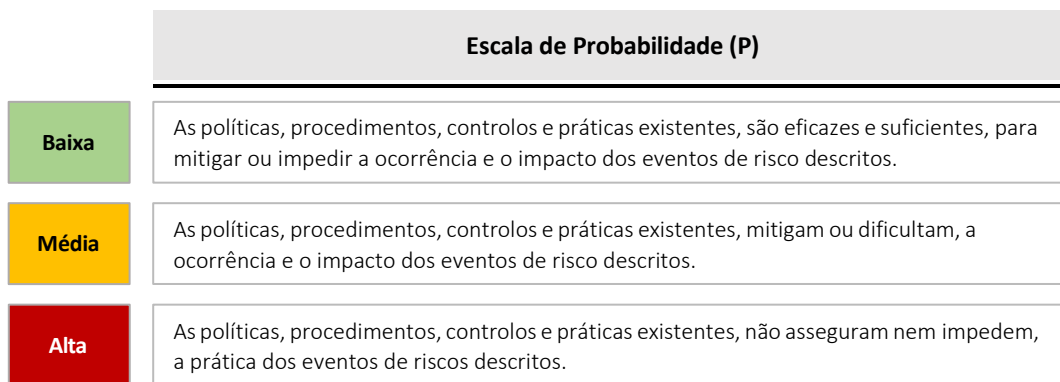 Escala de Probabilidade (P)
Baixa
As políticas, procedimentos, controlos e práticas existentes, são eficazes e suficientes, para
mitigar ou impedir a ocorrência e o impacto dos eventos de risco descritos.
Média
As políticas, procedimentos, controlos e práticas existentes, mitigam ou dificultam, a
ocorrência e o impacto dos eventos de risco descritos.
Alta
As políticas, procedimentos, controlos e práticas existentes, não asseguram nem impedem,
a prática dos eventos de riscos descritos.